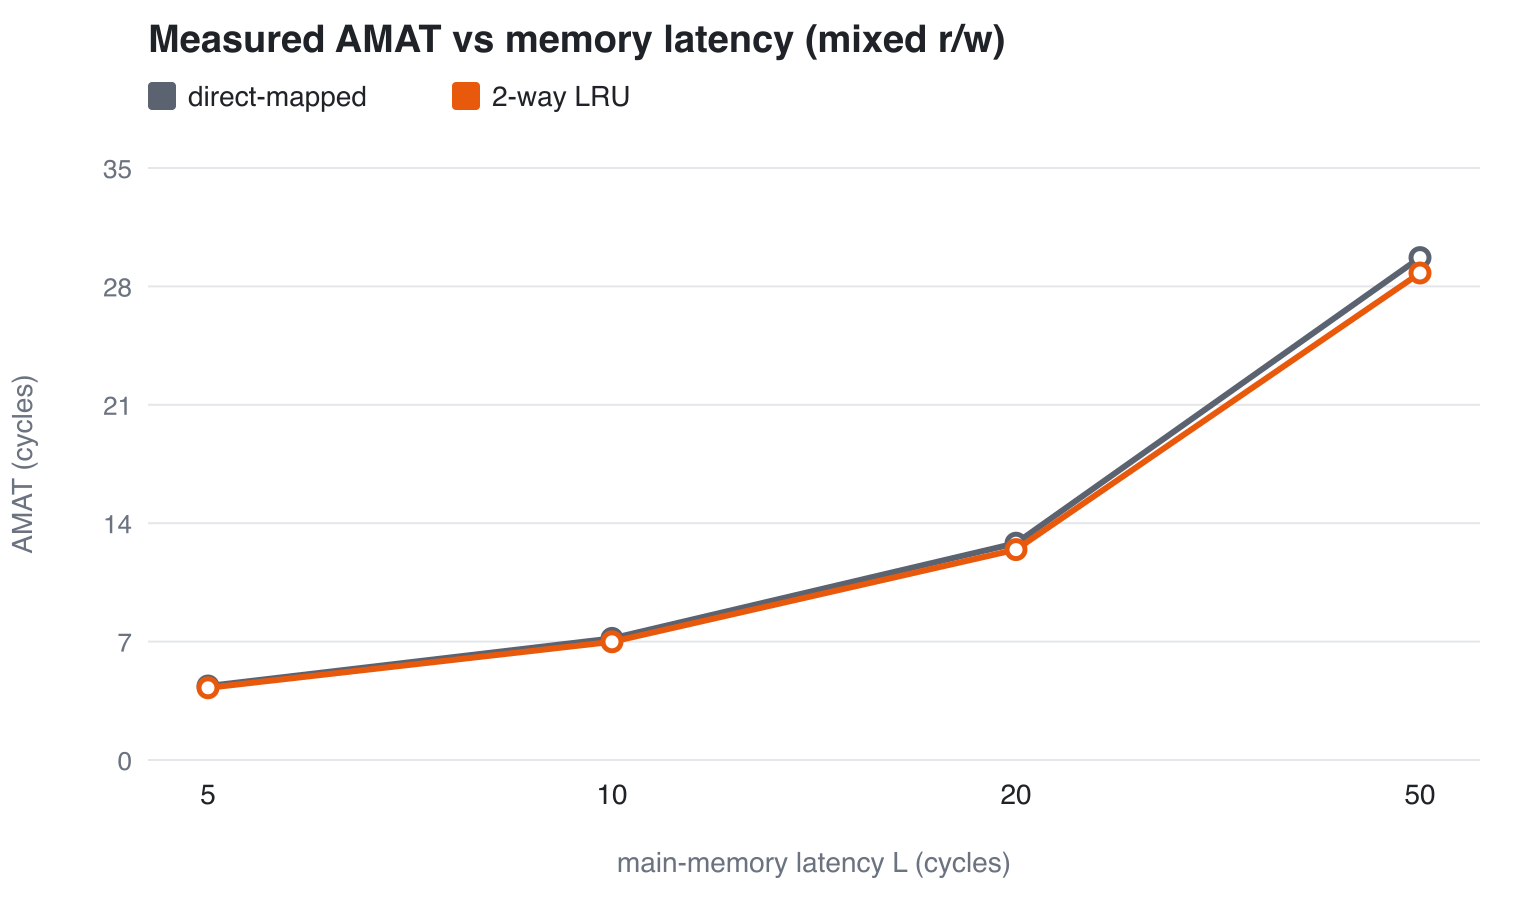 Measured AMAT vs memory latency (mixed r/w)
direct-mapped
2-way LRU
35
28
21
14
7
0
AMAT (cycles)
5
10
20
50
main-memory latency L (cycles)